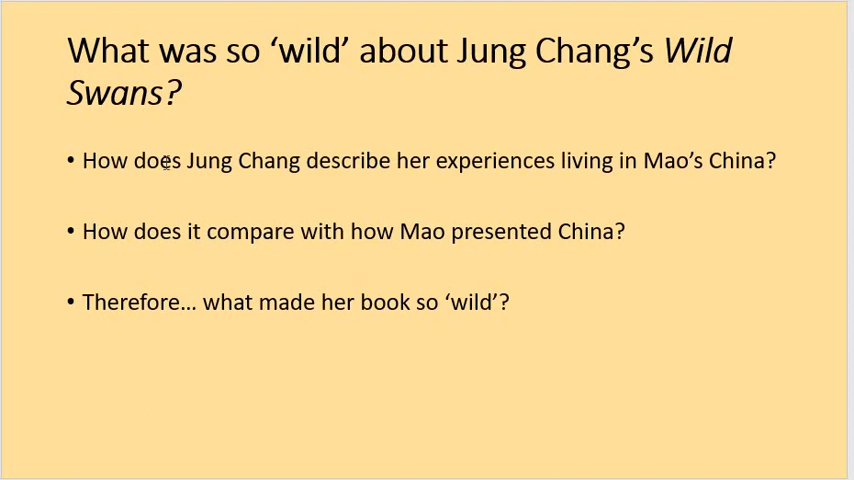 What was so ‘wild’ about Jung Chang’s Wild
Swans?
• How does Jung Chang describe her experiences living in Mao’s China?
• How does it compare with how Mao presented China?
• Therefore… what made her book so ‘wild’?